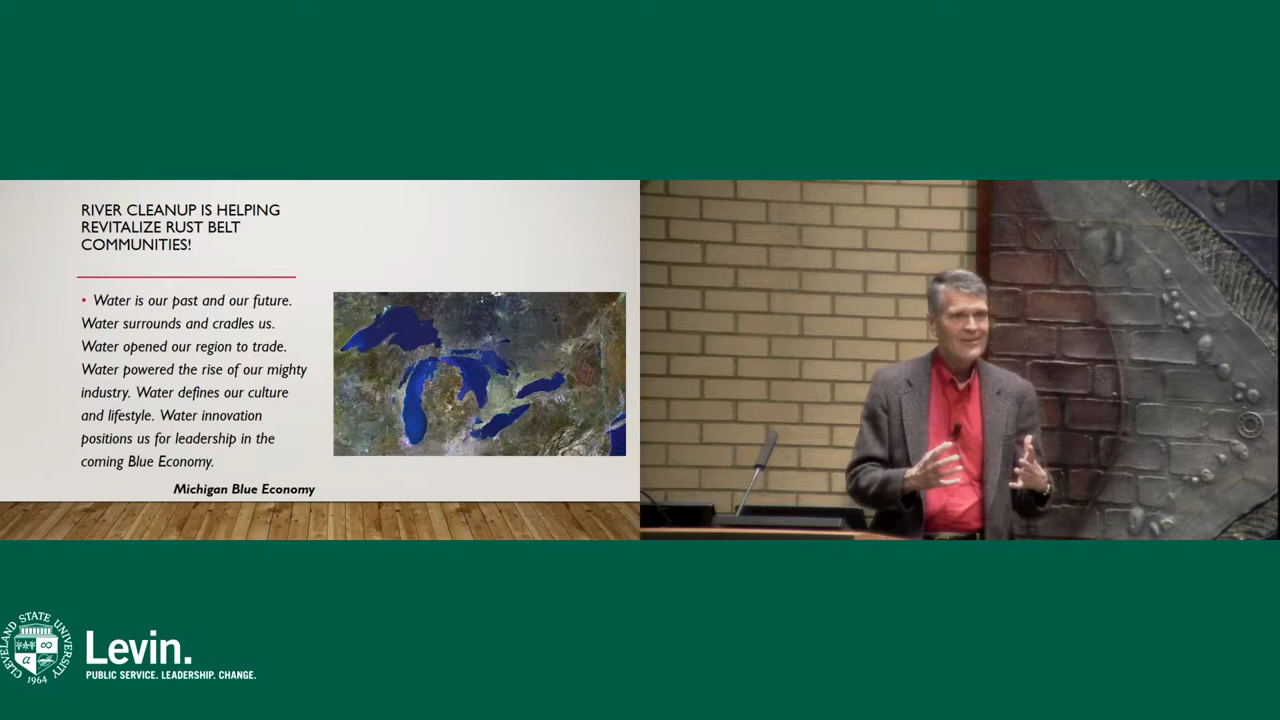 RIVER CLEANUP IS HELPING
REVITALIZE RUST BELT
COMMUNITIES!
• Water is our past and our future.
Water surrounds and cradles us.
Water opened our region to trade.
Water powered the rise of our mighty
industry. Water defines our culture
and lifestyle. Water innovation
positions us for leadership in the
coming Blue Economy.
Michigan Blue Economy
CLEVELAND STATE UNIVERSITY
1964
Levin.
PUBLIC SERVICE. LEADERSHIP. CHANGE.